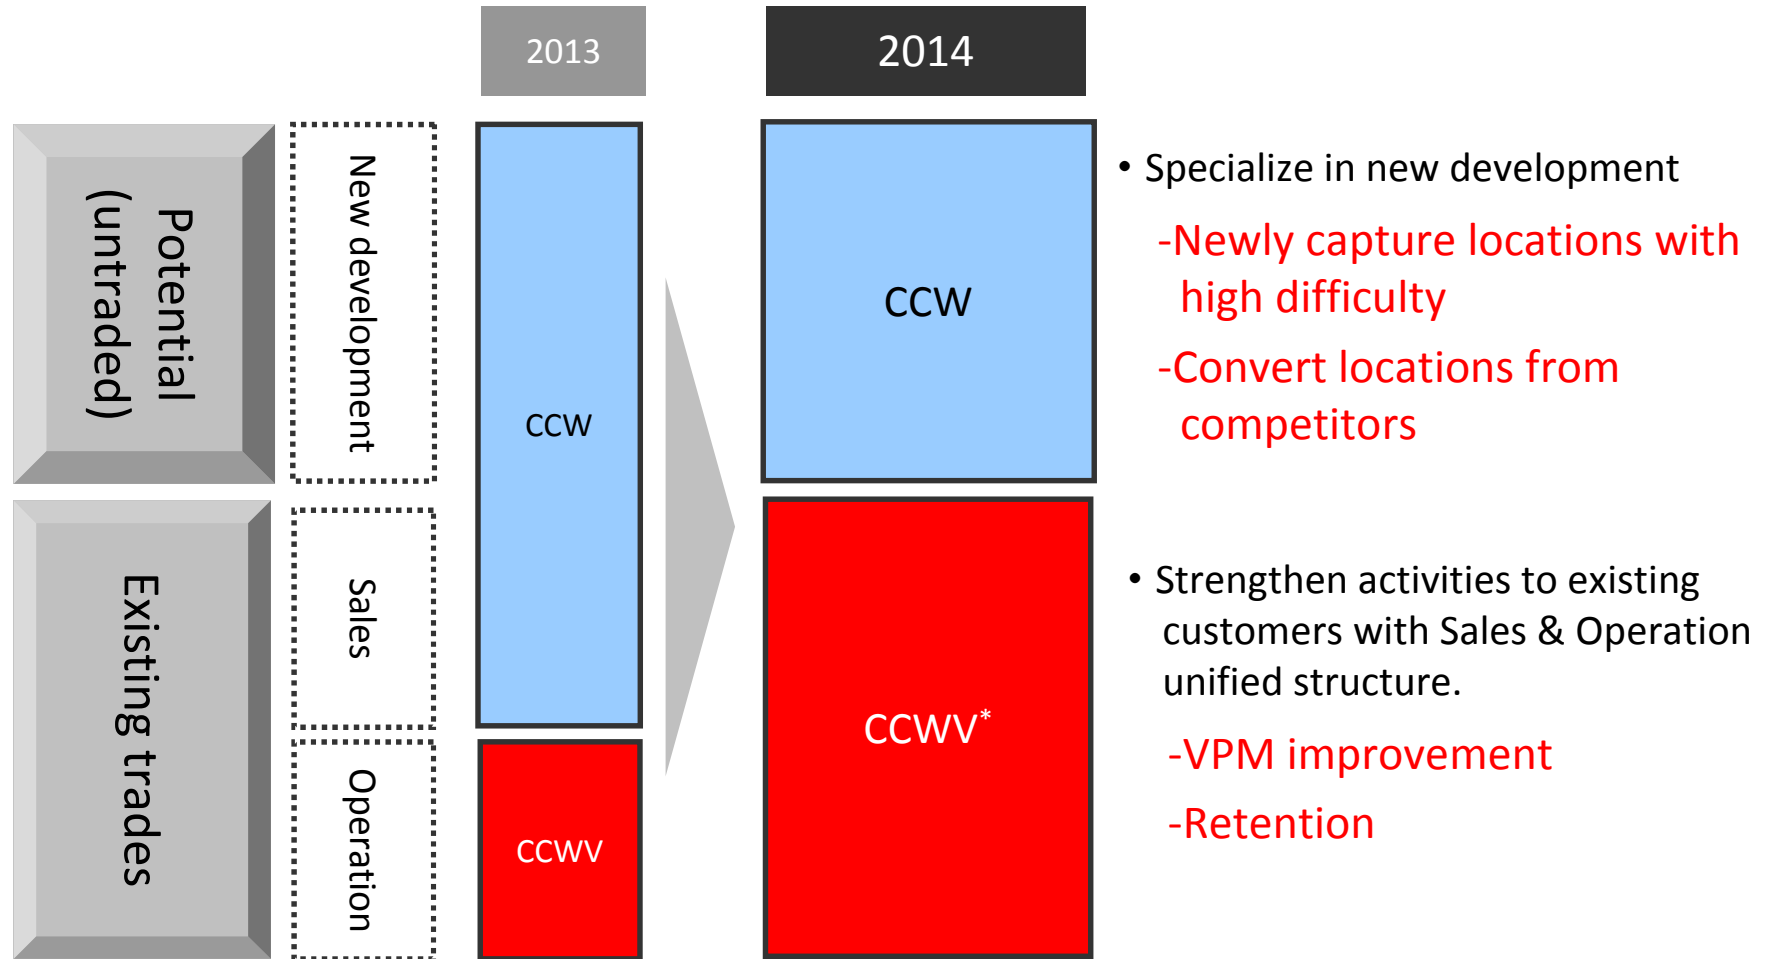 2013
2014
Potential
(untraded)
New development
CCW
CCW
• Specialize in new development
-Newly capture locations with
high difficulty
-Convert locations from
competitors
Existing trades
Sales
Operation
CCWV
CCWV*
• Strengthen activities to existing
customers with Sales & Operation
unified structure.
-VPM improvement
-Retention